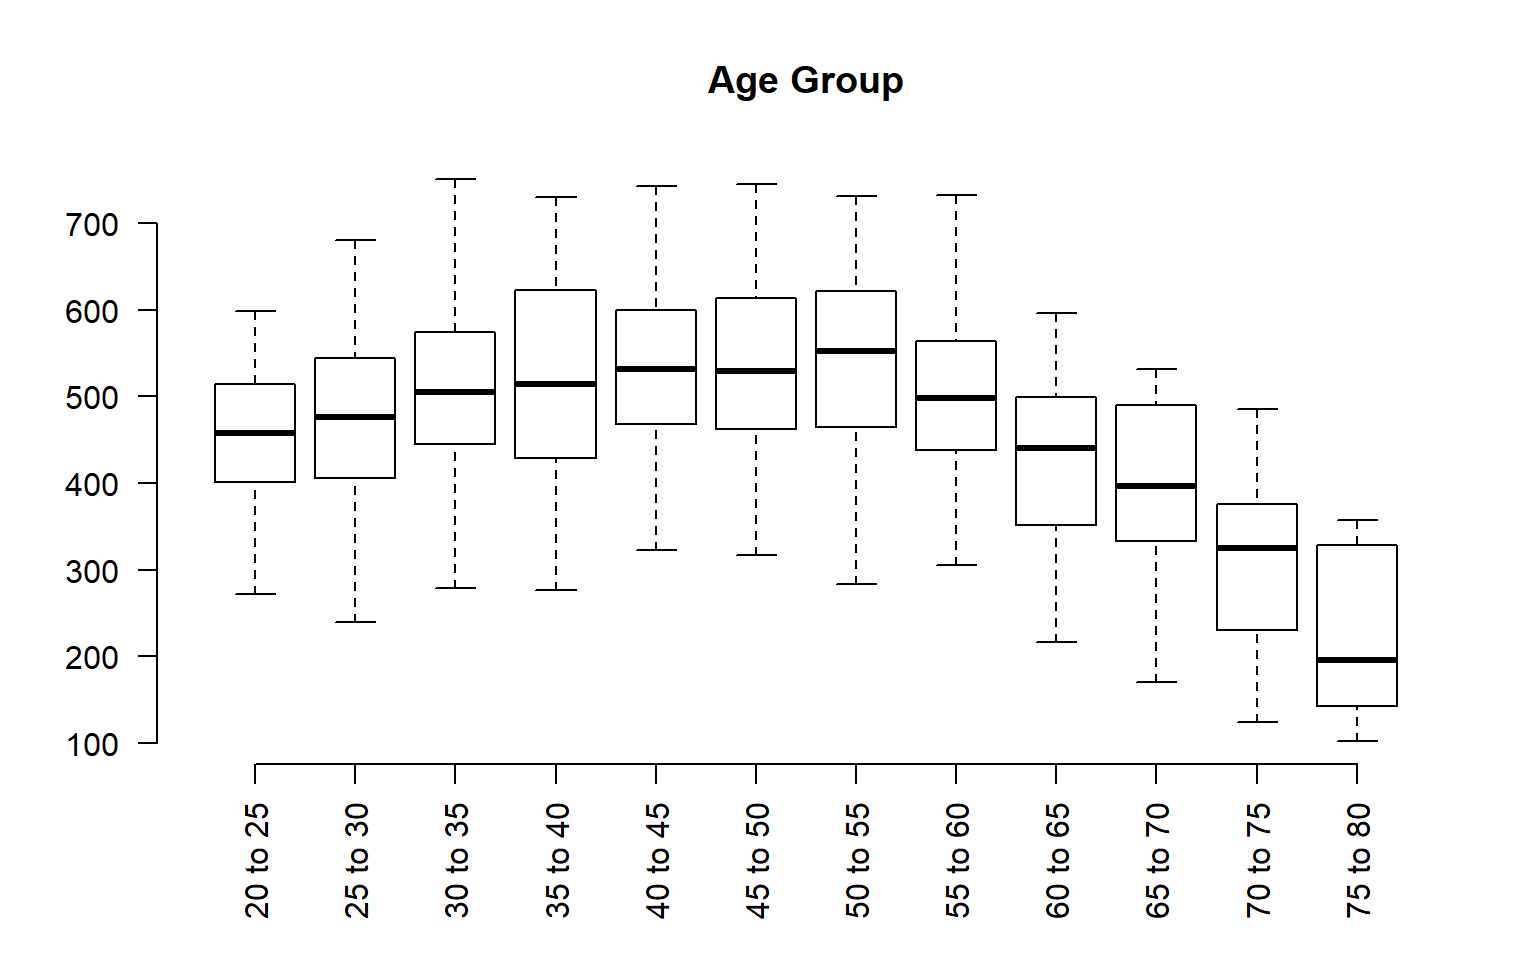 Age Group
700
600
500
400
300
200
100
20 to 25
25 to 30
30 to 35
35 to 40
40 to 45
45 to 50
50 to 55
55 to 60
60 to 65
65 to 70
70 to 75
75 to 80